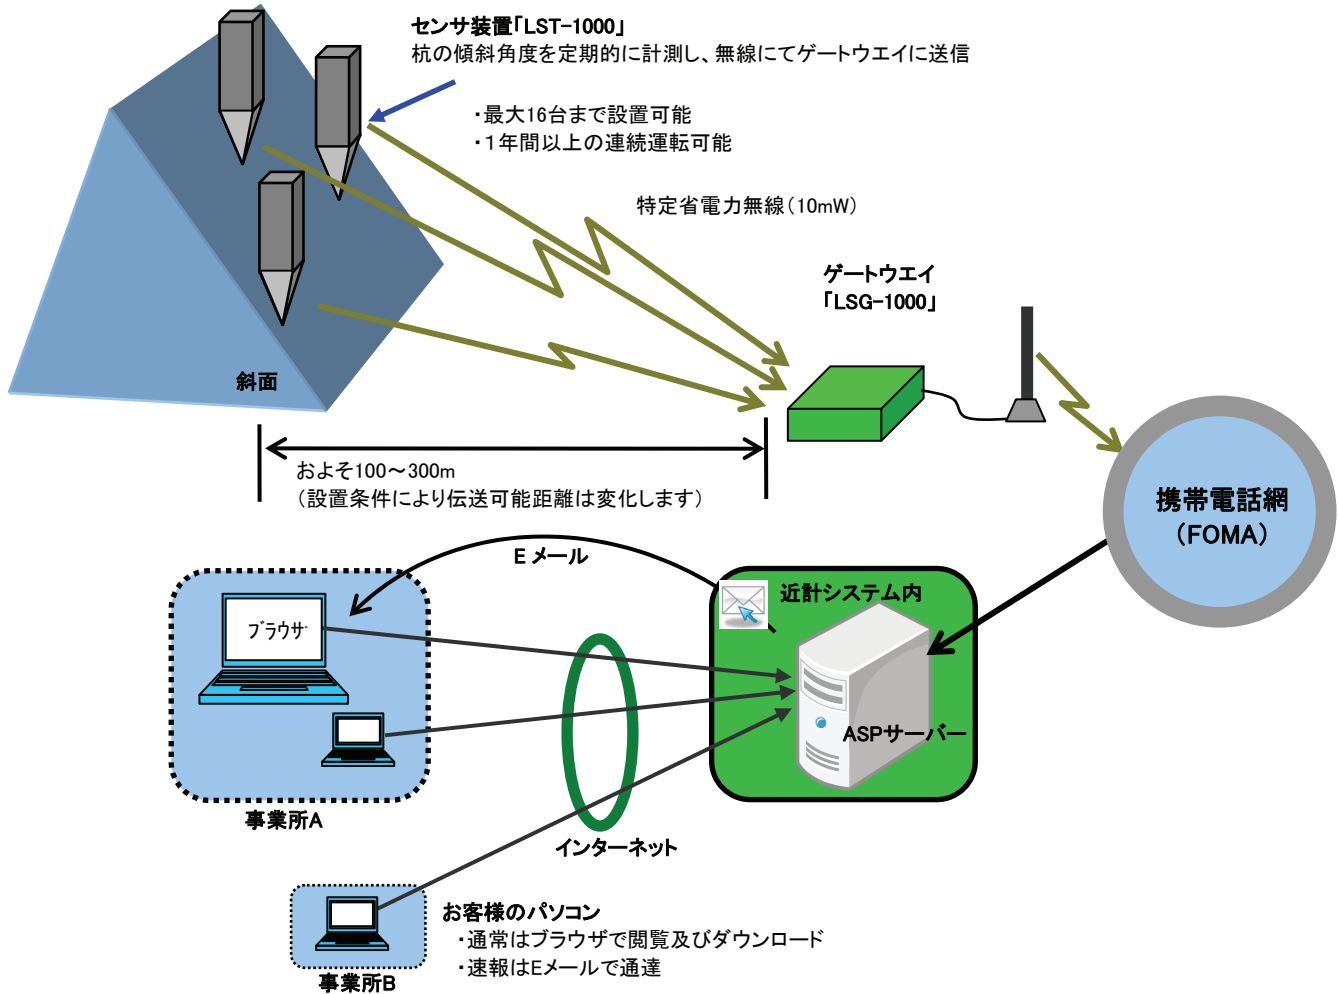 センサ装置「LST-1000」
杭の傾斜角度を定期的に計測し、無線にてゲートウエイに送信
・最大16台まで設置可能
・１年間以上の連続運転可能
特定省電力無線（10mW）
ゲートウエイ
「LSG-1000」
斜面
およそ100～300m
（設置条件により伝送可能距離は変化します）
携帯電話網
（FOMA）
E メール
近計システム内
ブラウザ
ASPサーバー
事業所A
インターネット
お客様のパソコン
・通常はブラウザで閲覧及びダウンロード
・速報はEメールで通達
事業所B